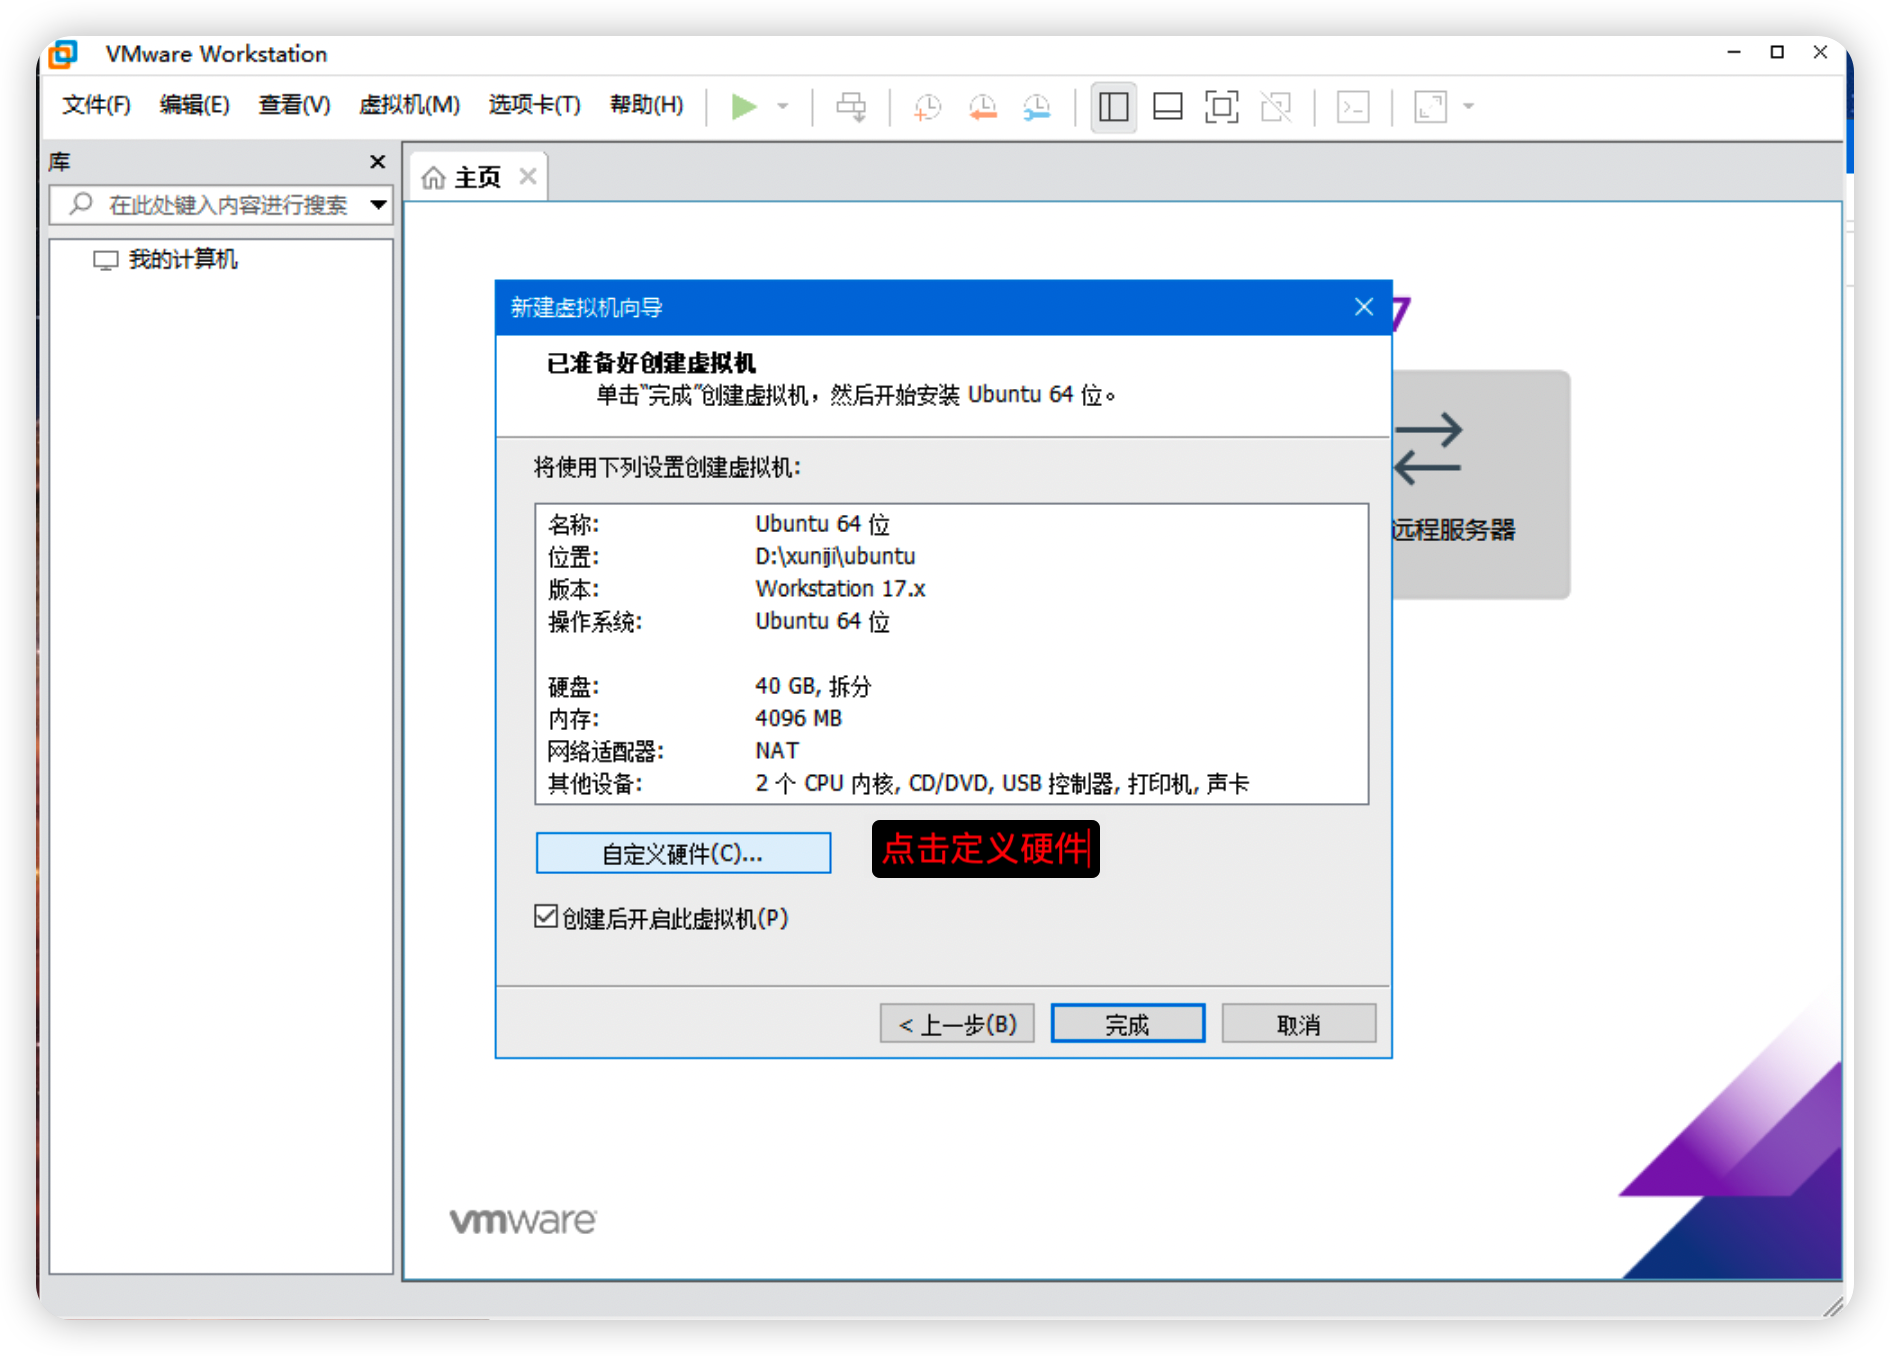 VMware Workstation
文件(F) 编辑(E) 查看(V) 虚拟机(M) 选项卡(T) 帮助(H)
库
在此处键入内容进行搜索
我的计算机
主页
7
新建虚拟机向导
已准备好创建虚拟机
单击"完成"创建虚拟机，然后开始安装 Ubuntu 64 位。
将使用下列设置创建虚拟机:
名称: Ubuntu 64 位
位置: D:\xuniji\ubuntu
版本: Workstation 17.x
操作系统: Ubuntu 64 位
硬盘: 40 GB, 拆分
内存: 4096 MB
网络适配器: NAT
其他设备: 2 个 CPU 内核, CD/DVD, USB 控制器, 打印机, 声卡
远程服务器
自定义硬件(C)...
点击定义硬件
创建后开启此虚拟机(P)
< 上一步(B) 完成 取消
vmware